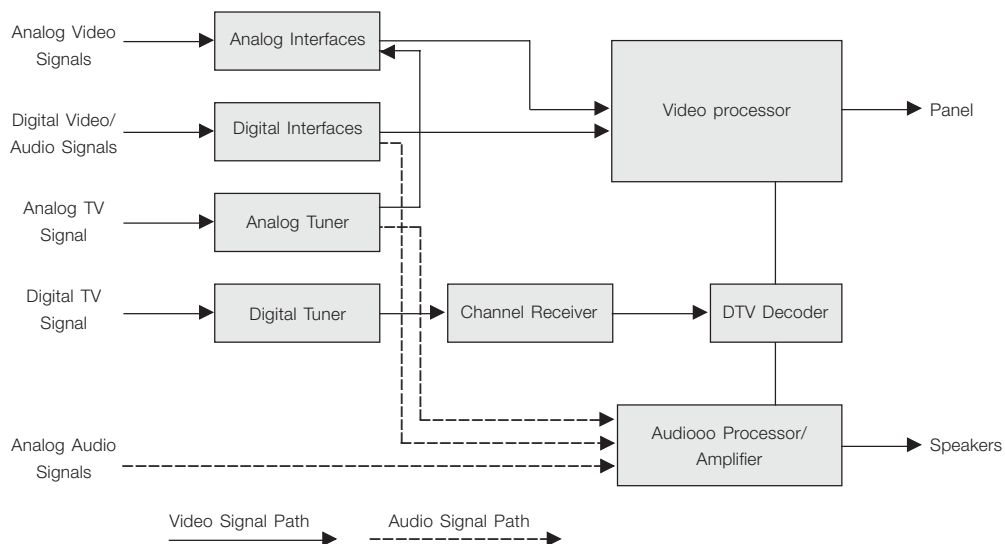 Analog Video
Signals
Analog Interfaces
Video processor
Panel
Digital Video/
Audio Signals
Digital Interfaces
Analog TV
Signal
Analog Tuner
Digital TV
Signal
Digital Tuner
Channel Receiver
DTV Decoder
Analog Audio
Signals
Audiooo Processor/
Amplifier
Speakers
Video Signal Path
Audio Signal Path